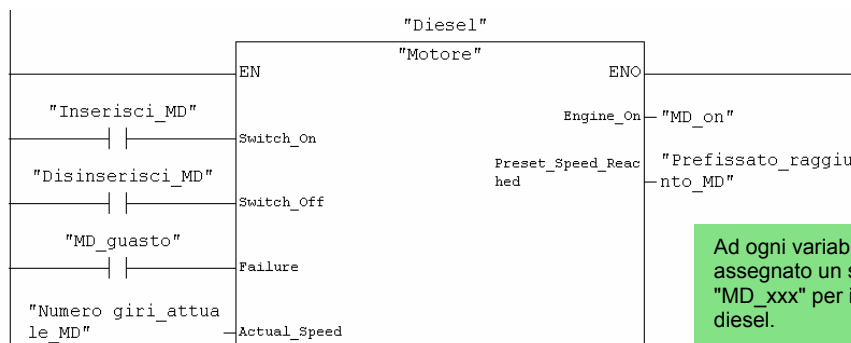 "Diesel"
"Motore"
EN
ENO
"Inserisci_MD"
Switch_On
Engine_On
"MD_on"
"Disinserisci_MD"
Switch_Off
Preset_Speed_Reac
hed
"Prefissato_raggiu
nto_MD"
"MD_guasto"
Failure
"Numero giri_attua
le_MD"
Actual_Speed
Ad ogni variab
assegnato un s
"MD_xxx" per i
diesel.